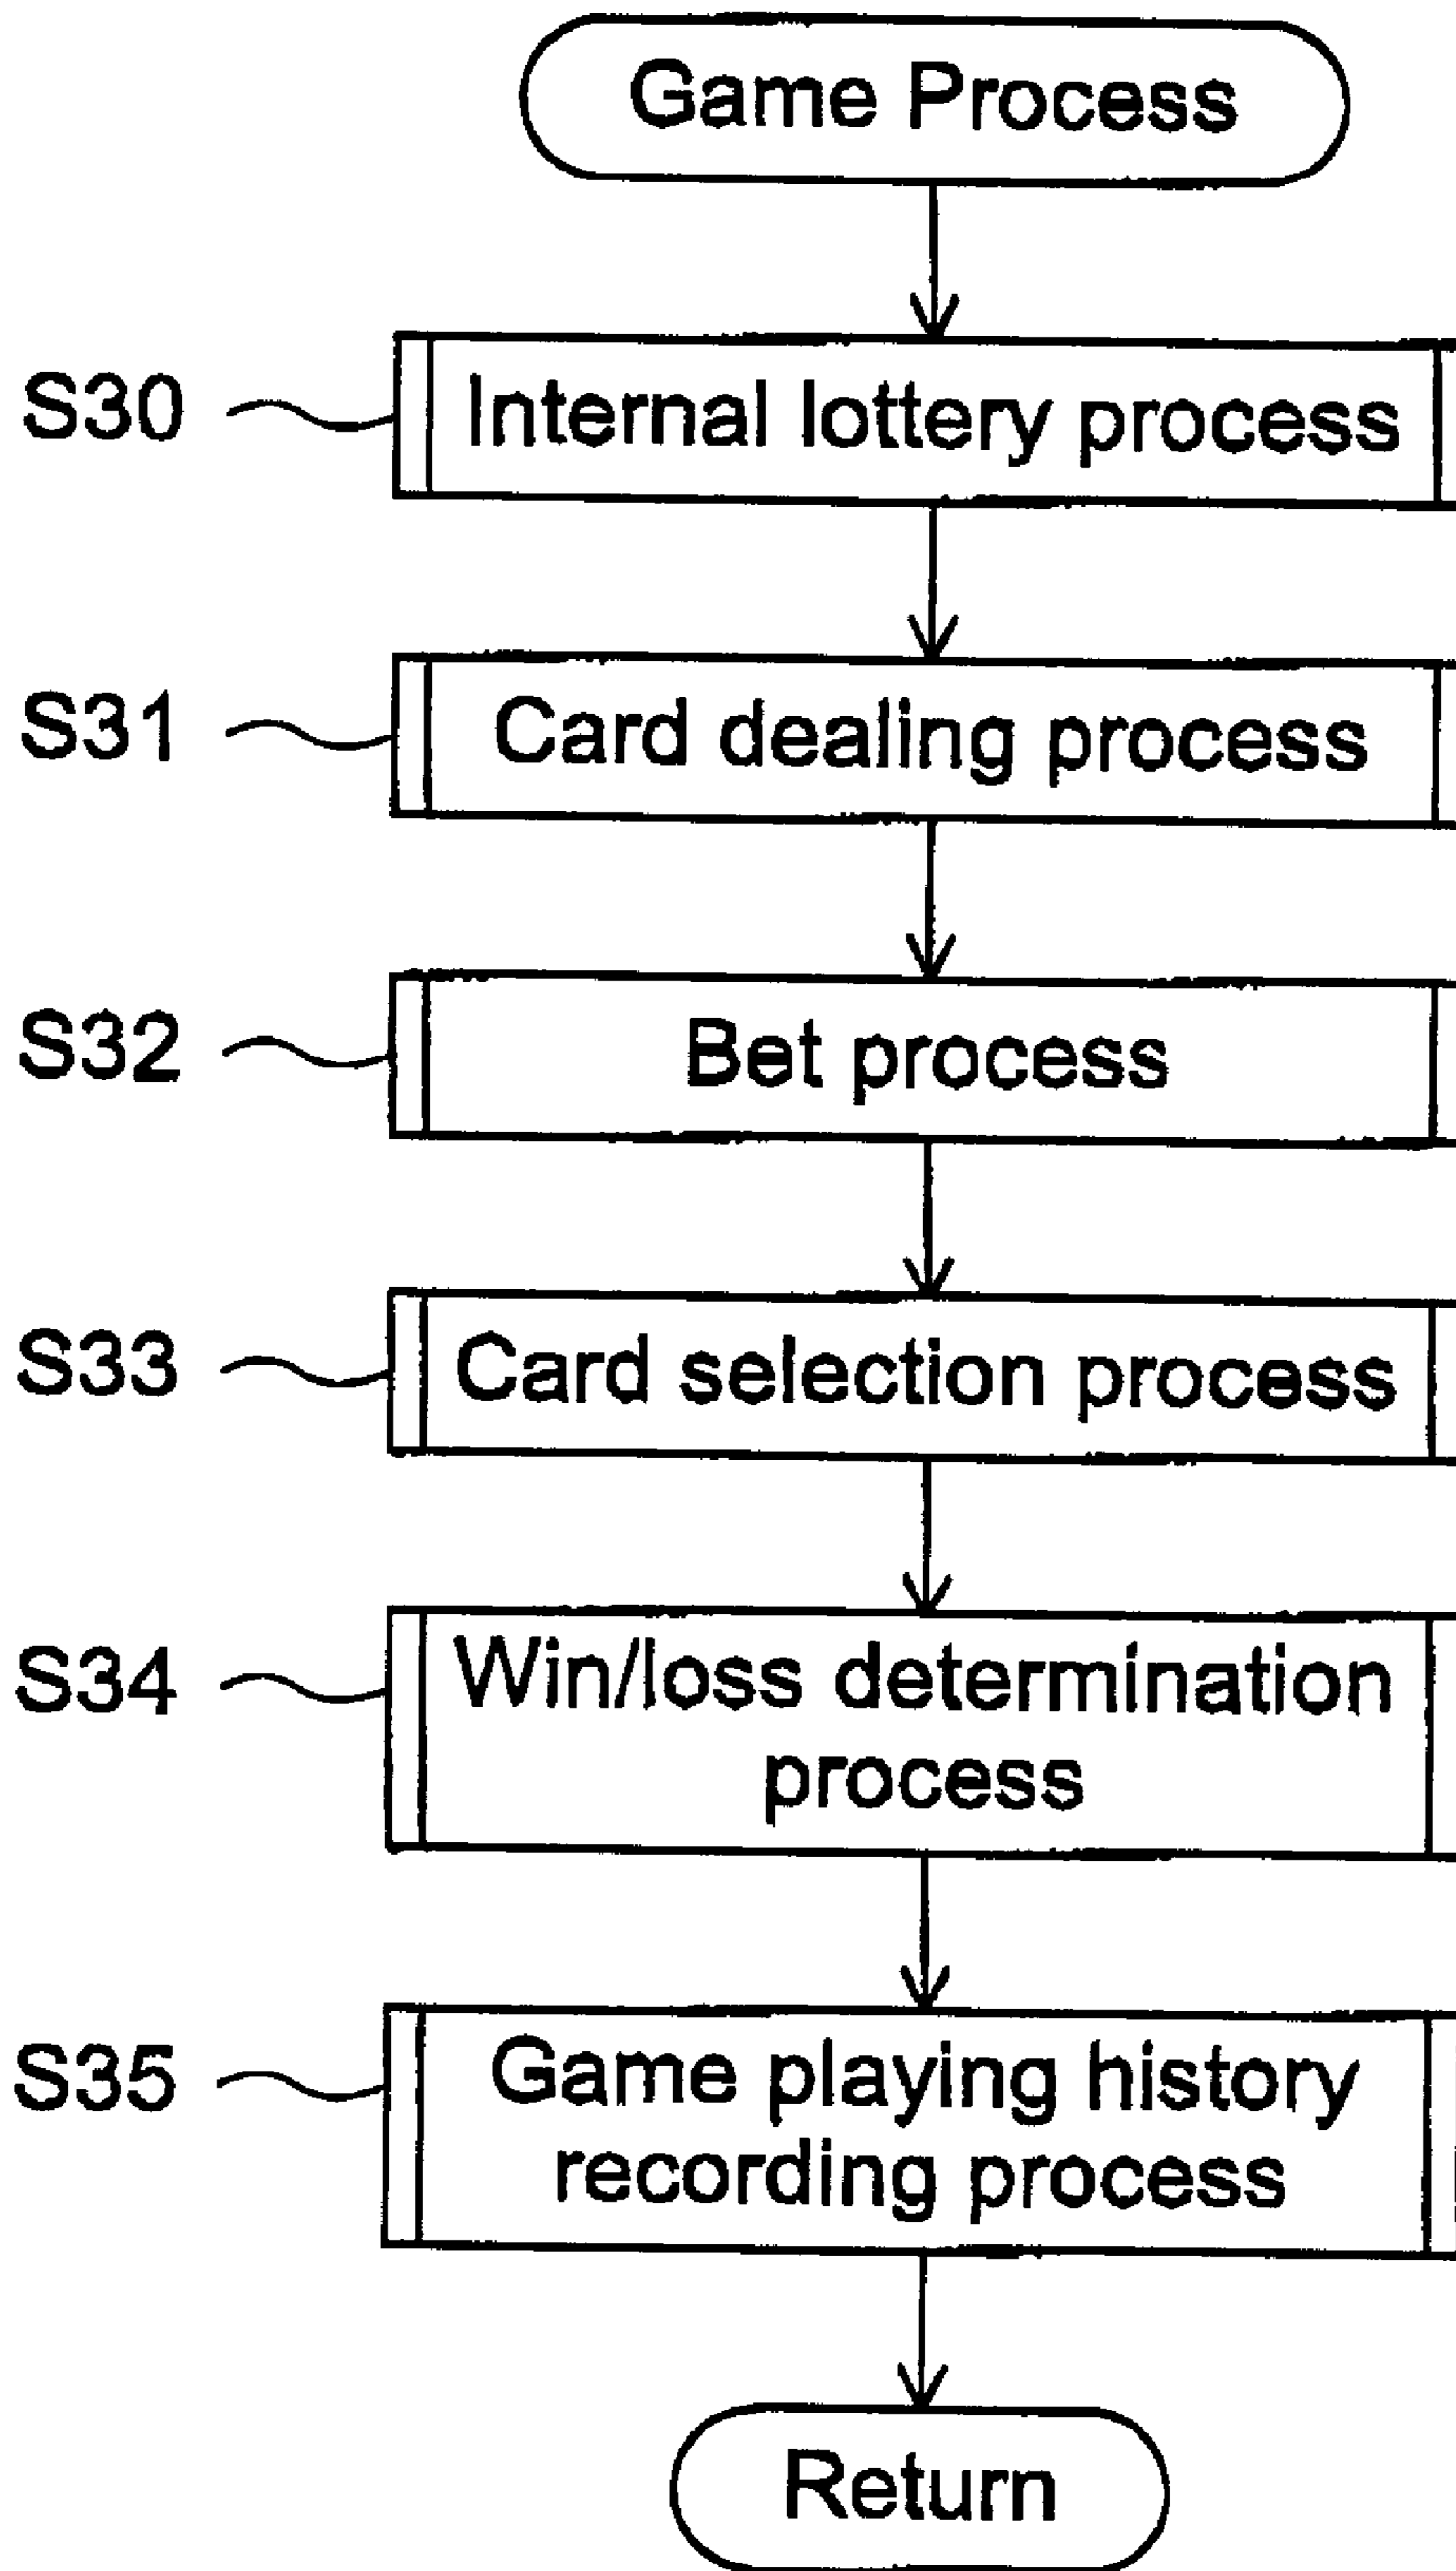 Game Process
S30 Internal lottery process
S31 Card dealing process
S32 Bet process
S33 Card selection process
S34 Win/loss determination
process
S35 Game playing history
recording process
Return